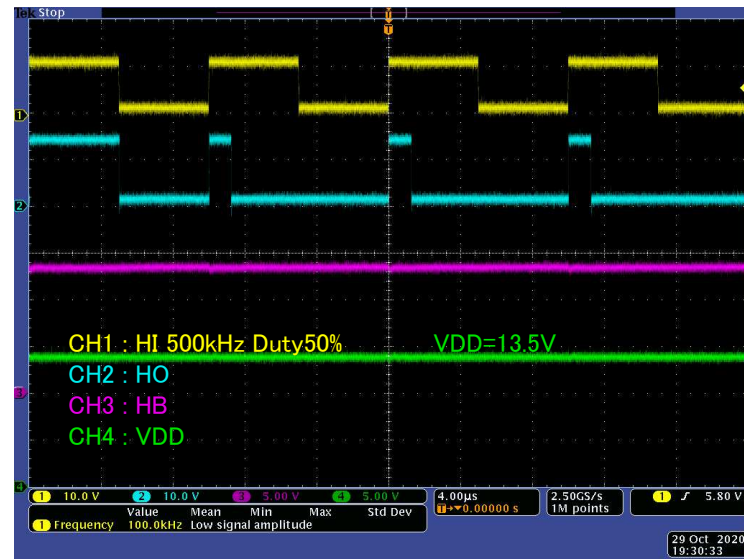 Tek Stop
T
T
1
2
CH1 : HI 500kHz Duty50% VDD=13.5V
CH2 : HO
3 CH3 : HB
CH4 : VDD
4
1 10.0 V 2 10.0 V 3 5.00 V 4 5.00 V 4.00µs 2.50GS/s 1 5.80 V
T→▼0.00000 s 1M points
Value Mean Min Max Std Dev
1 Frequency 100.0kHz Low signal amplitude
29 Oct 2020
19:30:33